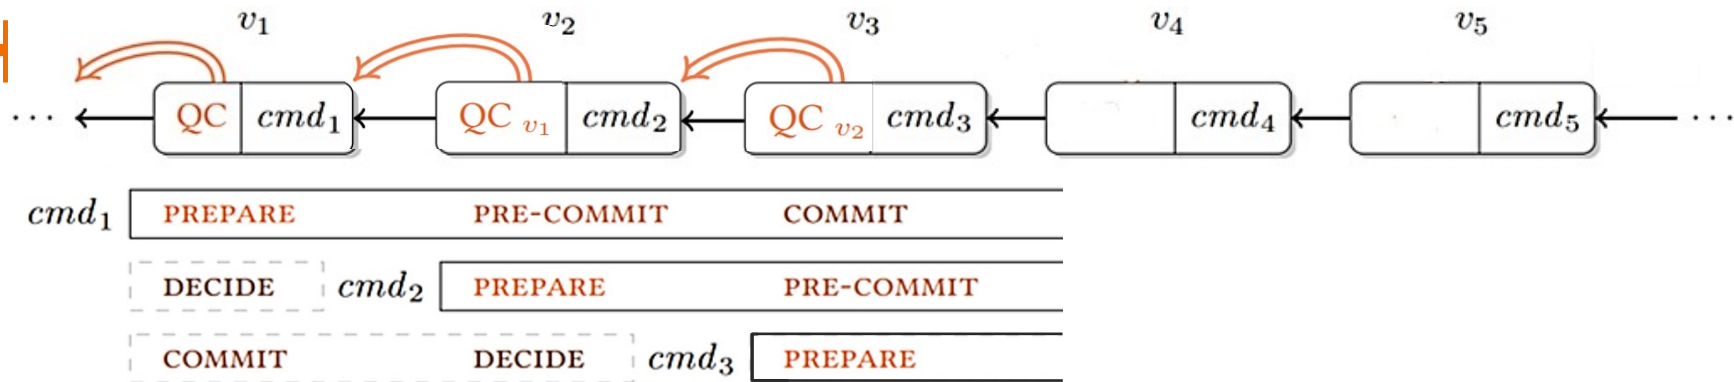 v₁ v₂ v₃ v₄ v₅
··· QC cmd₁ QC v₁ cmd₂ QC v₂ cmd₃ cmd₄ cmd₅ ···
cmd₁ PREPARE PRE-COMMIT COMMIT
DECIDE cmd₂ PREPARE PRE-COMMIT
COMMIT DECIDE cmd₃ PREPARE